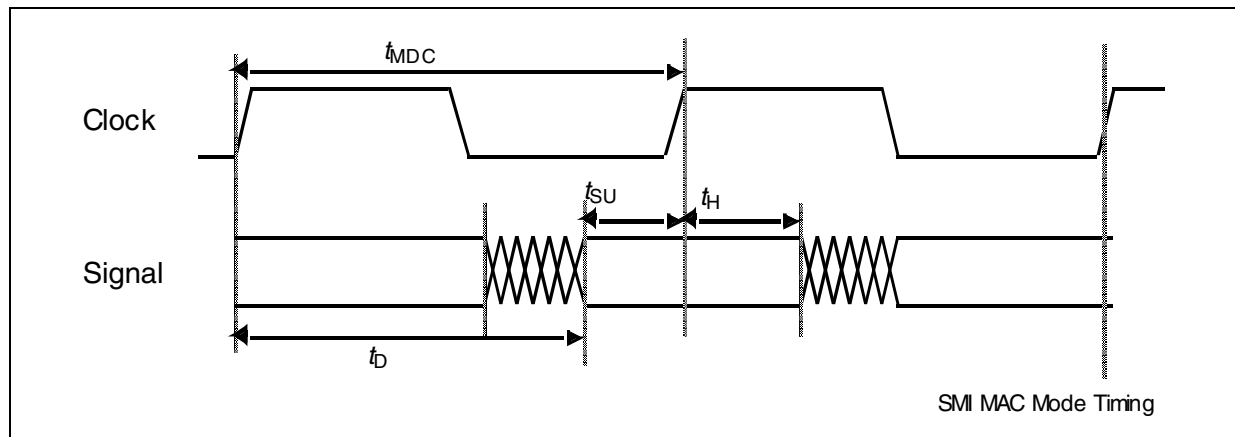 tMDC
Clock
tSU
tH
Signal
tD
SMI MAC Mode Timing